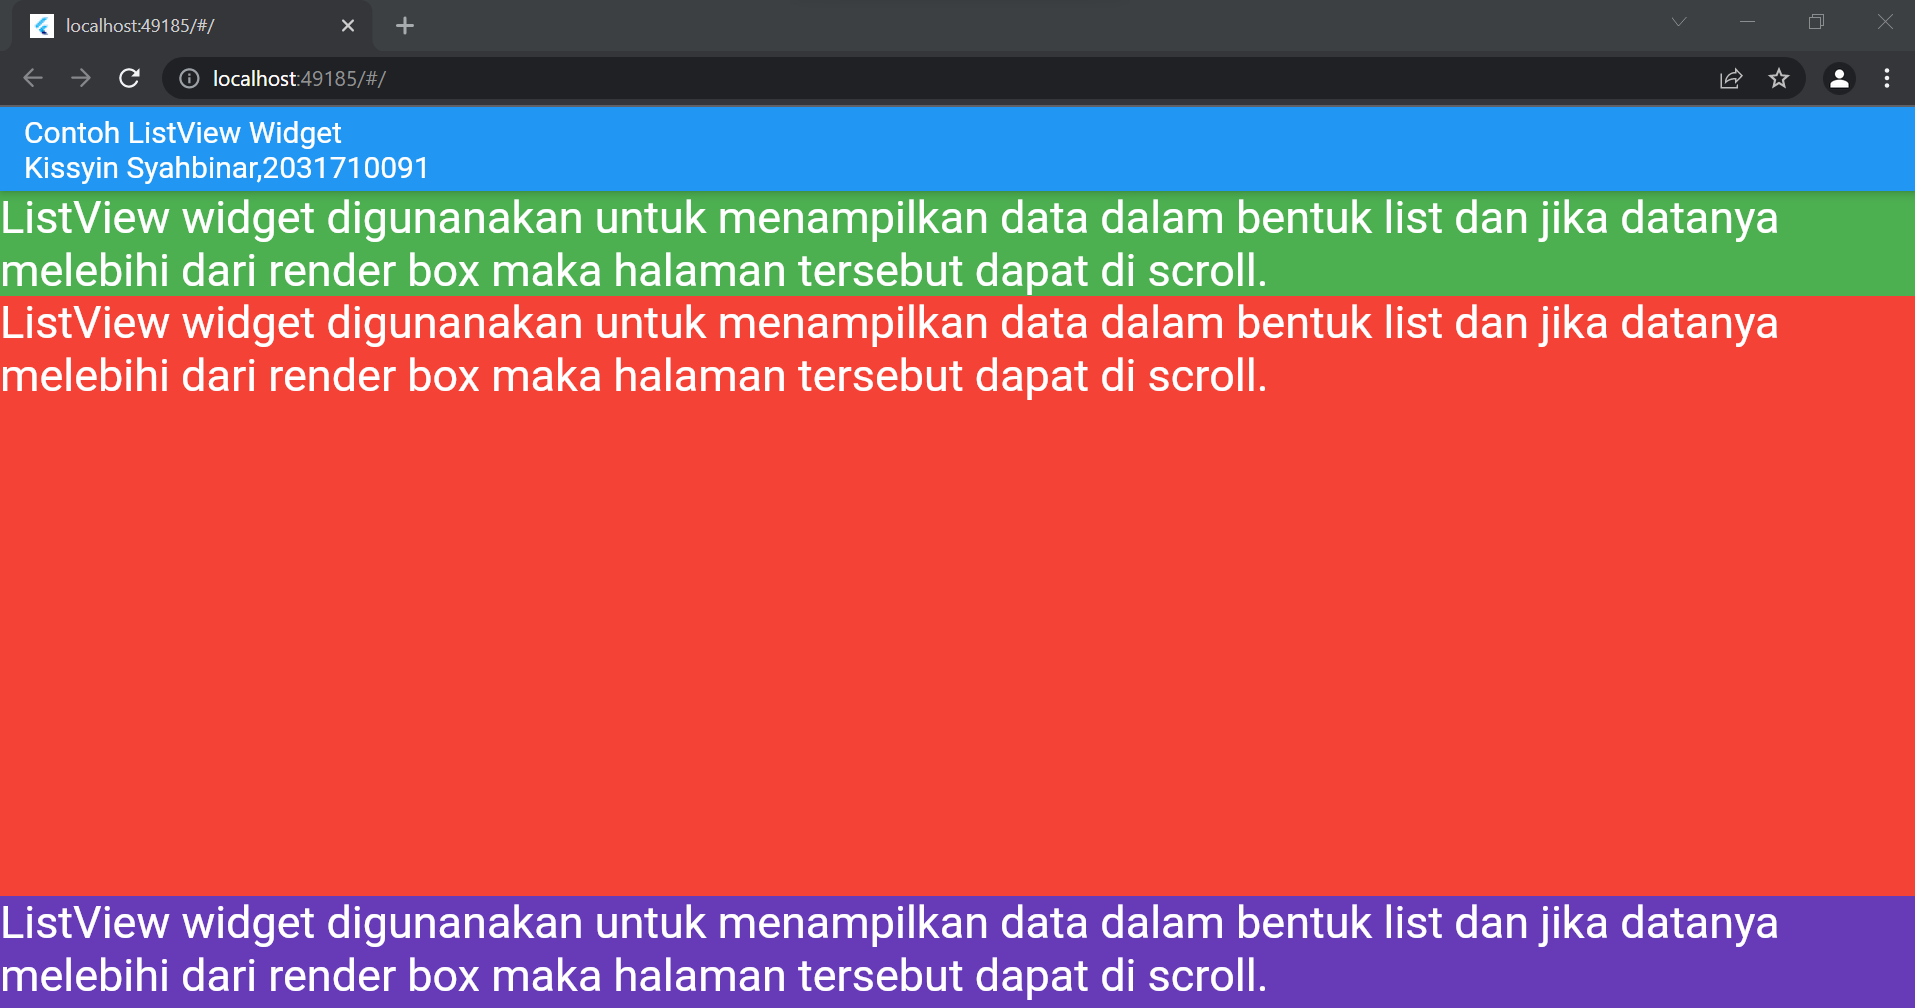 localhost:49185/#/
localhost:49185/#/
Contoh ListView Widget
Kissyin Syahbinar,2031710091
ListView widget digunanakan untuk menampilkan data dalam bentuk list dan jika datanya
melebihi dari render box maka halaman tersebut dapat di scroll.
ListView widget digunanakan untuk menampilkan data dalam bentuk list dan jika datanya
melebihi dari render box maka halaman tersebut dapat di scroll.
ListView widget digunanakan untuk menampilkan data dalam bentuk list dan jika datanya
melebihi dari render box maka halaman tersebut dapat di scroll.